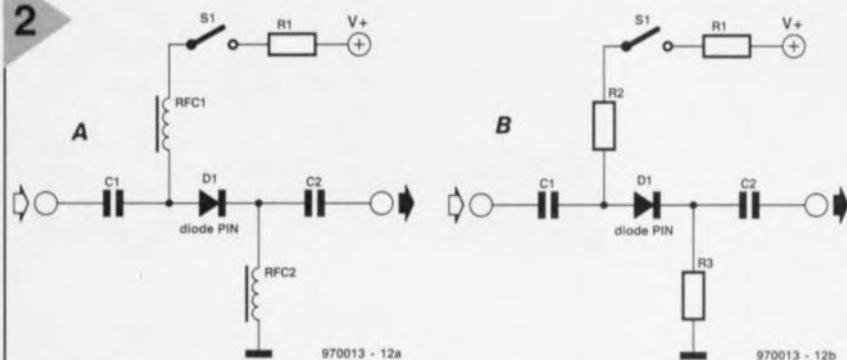 2
S1
R1
V+
RFC1
A
C1
D1
C2
diode PIN
RFC2
970013 - 12a
S1
R1
V+
R2
B
C1
D1
C2
diode PIN
R3
970013 - 12b